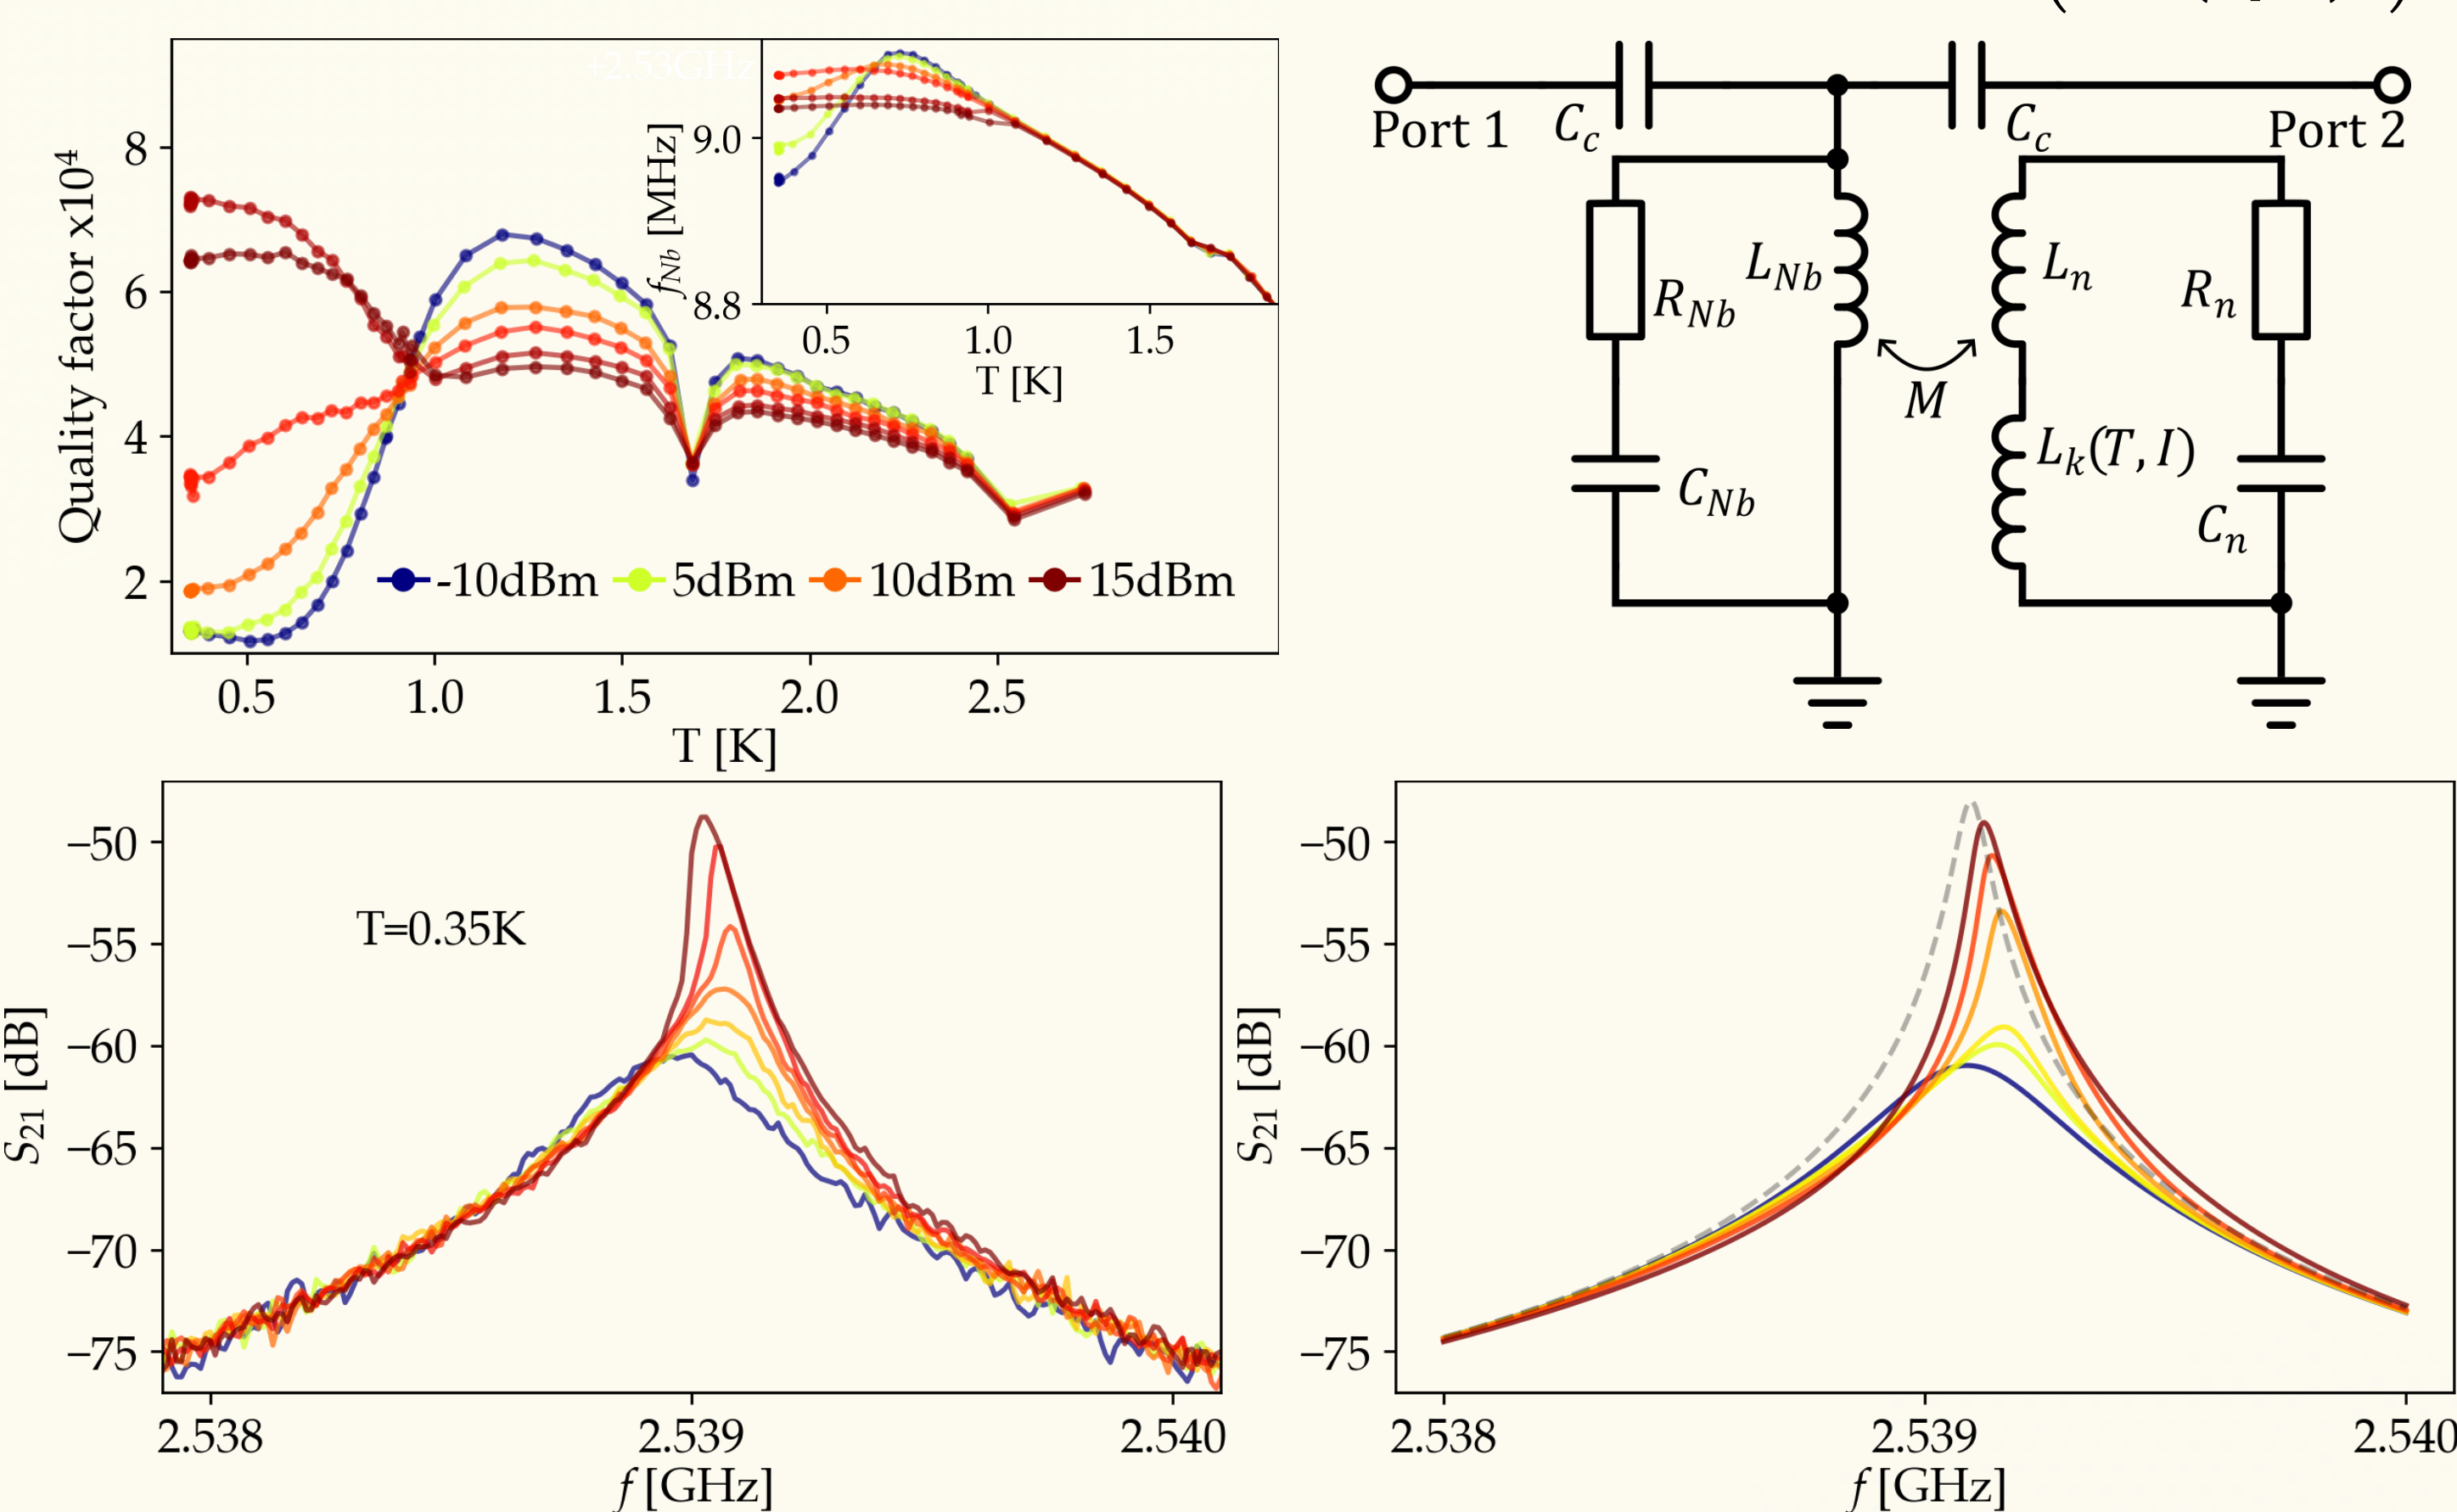 +2.53GHz
Quality factor x10⁴
8
6
4
2
0.5 1.0 1.5 2.0 2.5
T [K]
-10dBm 5dBm 10dBm 15dBm
f_Nb [MHz]
9.0
8.8
0.5 1.0 1.5
T [K]
Port 1 C_c C_c Port 2
R_Nb L_Nb L_n R_n
M
C_Nb L_k(T, I) C_n
S₂₁ [dB]
−50
−55
−60
−65
−70
−75
T=0.35K
2.538 2.539 2.540
f [GHz]
S₂₁ [dB]
−50
−55
−60
−65
−70
−75
2.538 2.539 2.540
f [GHz]